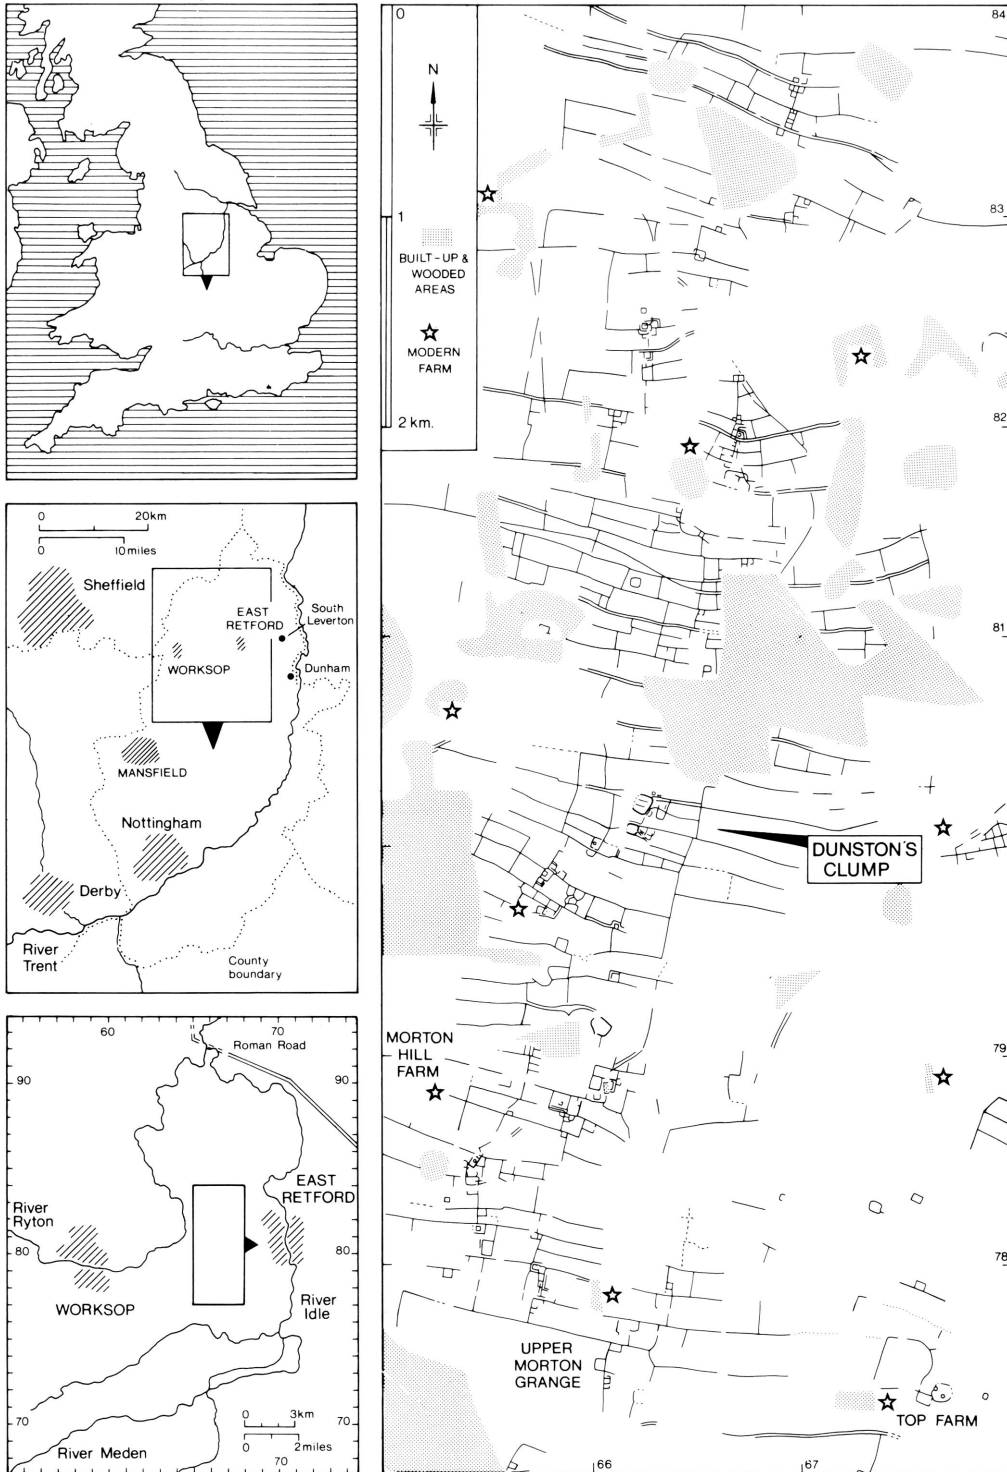 0
20km
0
10miles
Sheffield
EAST
RETFORD
South
Leverton
WORKSOP
Dunham
MANSFIELD
Nottingham
Derby
River
Trent
County
boundary
60
70
Roman Road
90
90
EAST
RETFORD
River
Ryton
80
80
WORKSOP
River
Idle
70
0
3km
0
2miles
70
River Meden
70
0
N
1
BUILT-UP &
WOODED
AREAS
MODERN
FARM
2 km.
84
83
82
81
DUNSTON'S
CLUMP
MORTON
HILL
FARM
79
78
UPPER
MORTON
GRANGE
TOP FARM
66
67